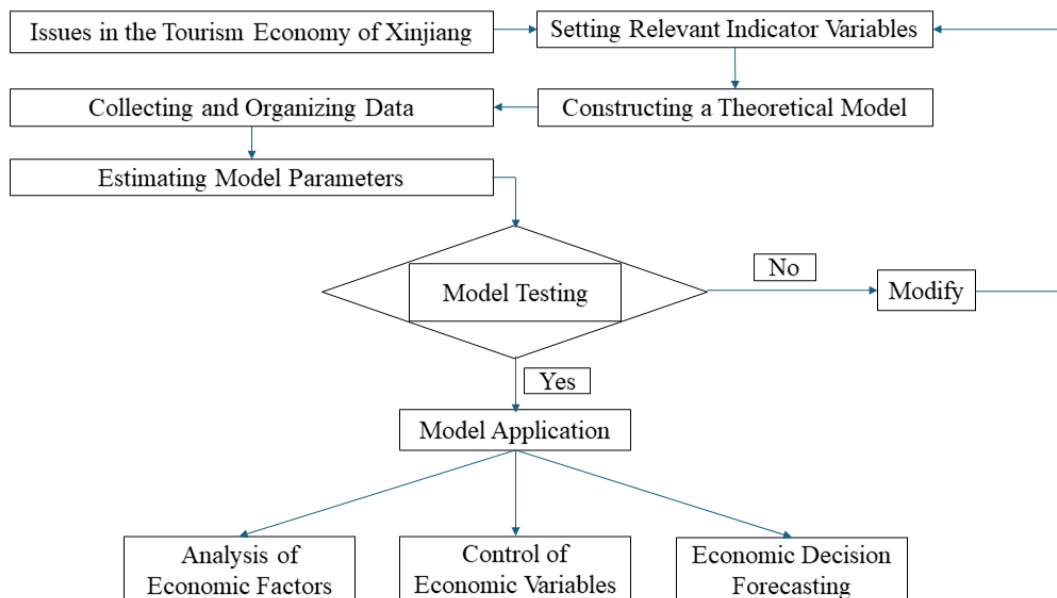 Issues in the Tourism Economy of Xinjiang
Setting Relevant Indicator Variables
Collecting and Organizing Data
Constructing a Theoretical Model
Estimating Model Parameters
Model Testing
No
Modify
Yes
Model Application
Analysis of
Economic Factors
Control of
Economic Variables
Economic Decision
Forecasting